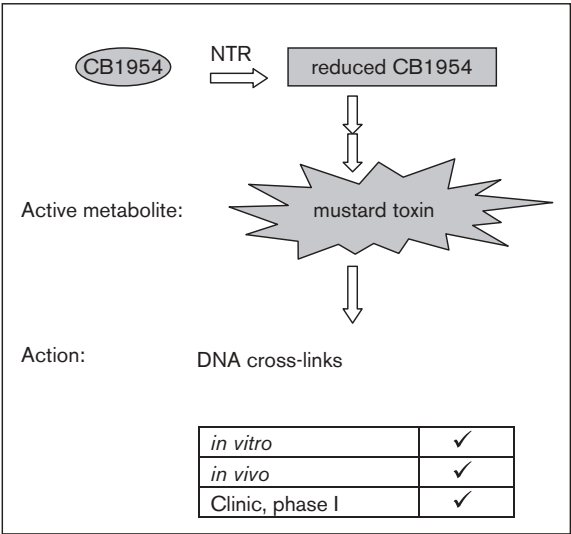 NTR
CB1954
reduced CB1954
Active metabolite:
mustard toxin
Action:
DNA cross-links
in vitro ✓
in vivo ✓
Clinic, phase I ✓